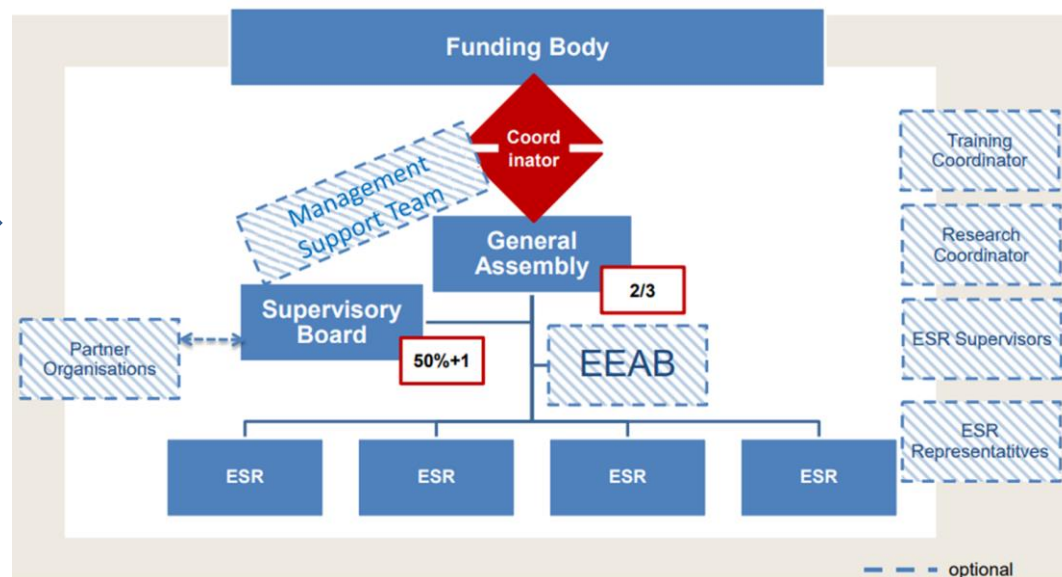 Funding Body
Coord
inator
Management
Support Team
General
Assembly
2/3
Supervisory
Board
50%+1
Partner
Organisations
EEAB
ESR
ESR
ESR
ESR
Training
Coordinator
Research
Coordinator
ESR Supervisors
ESR
Representatitves
optional